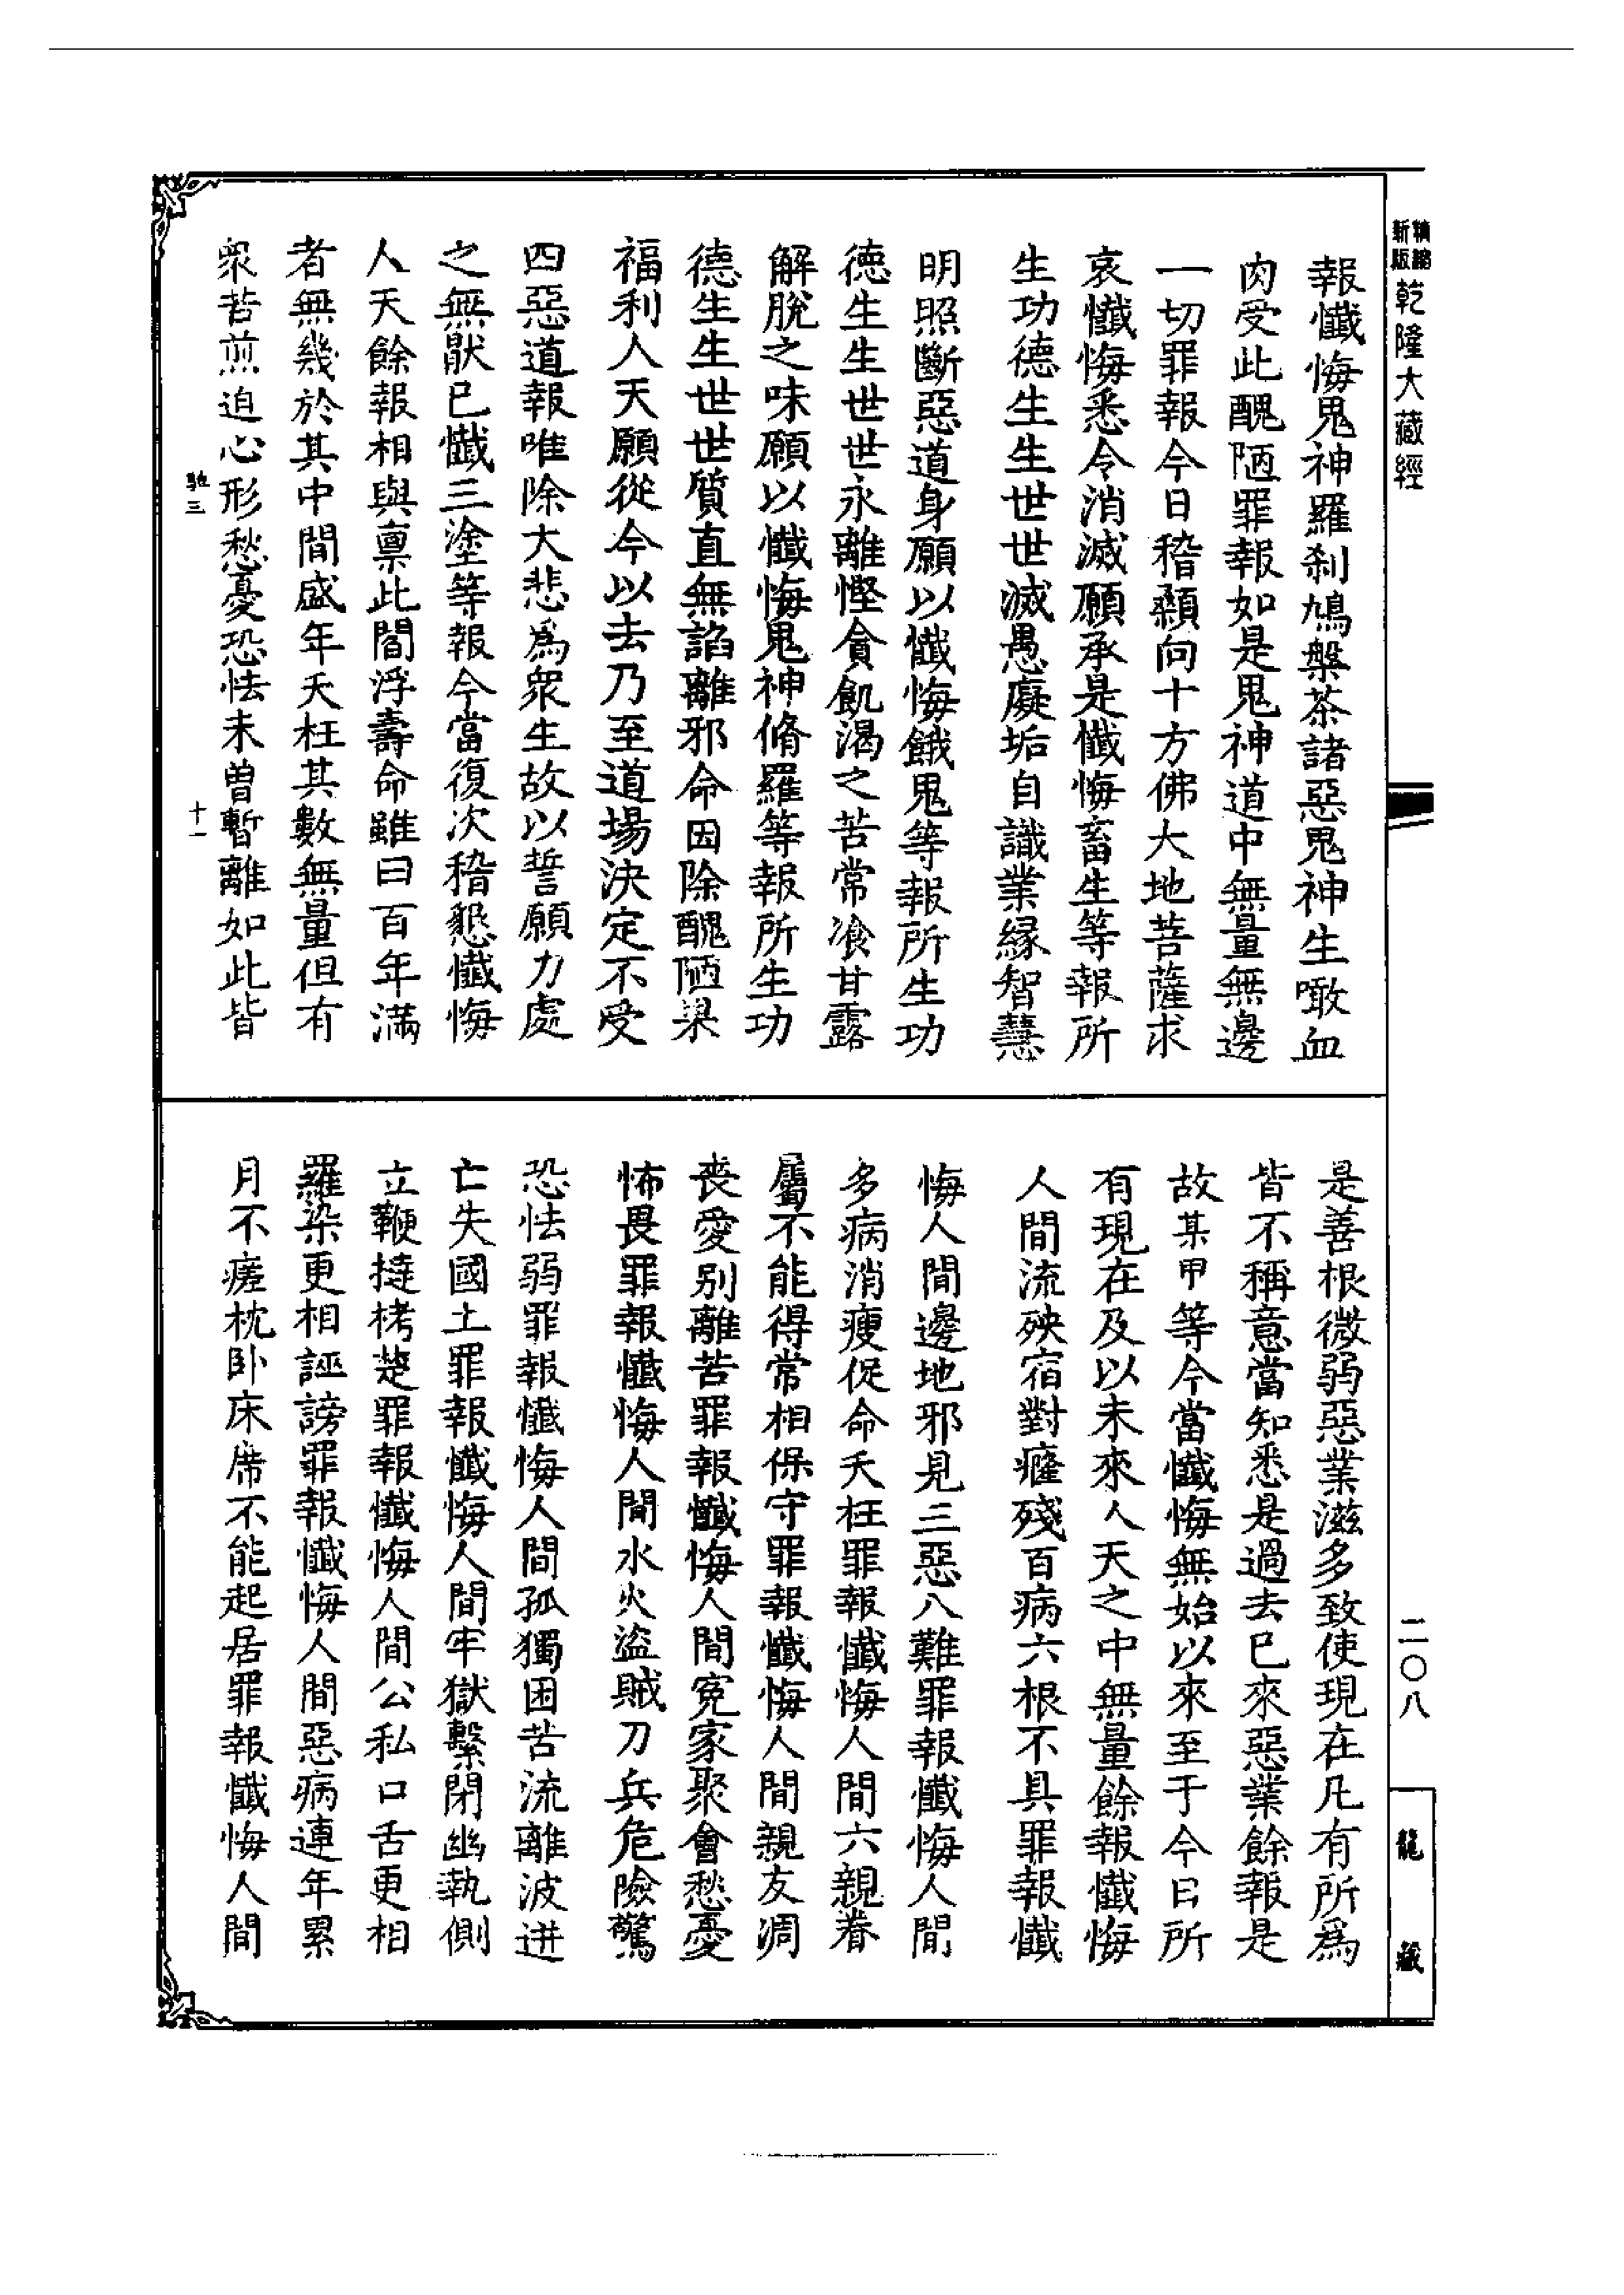 新版精縮乾隆大藏經
報懺悔鬼神羅刹鳩槃茶諸惡鬼神生噉血
肉受此醜陋罪報如是鬼神道中無量無邊
一切罪報今日稽顙向十方佛大地菩薩求
哀懺悔悉令消滅願承是懺悔畜生等報所
生功德生生世世滅愚癡垢自識業緣智慧
明照斷惡道身願以懺悔餓鬼等報所生功
德生生世世永離慳貪飢渴之苦常飡甘露
解脫之味願以懺悔鬼神脩羅等報所生功
德生生世世質直無諂離邪命因除醜陋果
福利人天願從今以去乃至道場決定不受
四惡道報唯除大悲爲衆生故以誓願力處
之無猒已懺三塗等報今當復次稽懇懺悔
人天餘報相與稟此閻浮壽命雖曰百年滿
者無幾於其中間盛年夭枉其數無量但有
衆苦煎迫心形愁憂恐怯未曾暫離如此皆
馳三
十一
是善根微弱惡業滋多致使現在凡有所爲
皆不稱意當知悉是過去已來惡業餘報是
故某甲等今當懺悔無始以來至于今日所
有現在及以未來人天之中無量餘報懺悔
人間流殃宿對癃殘百病六根不具罪報懺
悔人間邊地邪見三惡八難罪報懺悔人間
多病消瘦促命夭枉罪報懺悔人間六親眷
屬不能得常相保守罪報懺悔人間親友凋
喪愛別離苦罪報懺悔人間冤家聚會愁憂
怖畏罪報懺悔人間水火盜賊刀兵危險驚
恐怯弱罪報懺悔人間孤獨困苦流離波迸
亡失國土罪報懺悔人間牢獄繫閉幽執側
立鞭撻栲楚罪報懺悔人間公私口舌更相
羅染更相誣謗罪報懺悔人間惡病連年累
月不瘥枕卧床席不能起居罪報懺悔人間
二〇八
龍藏